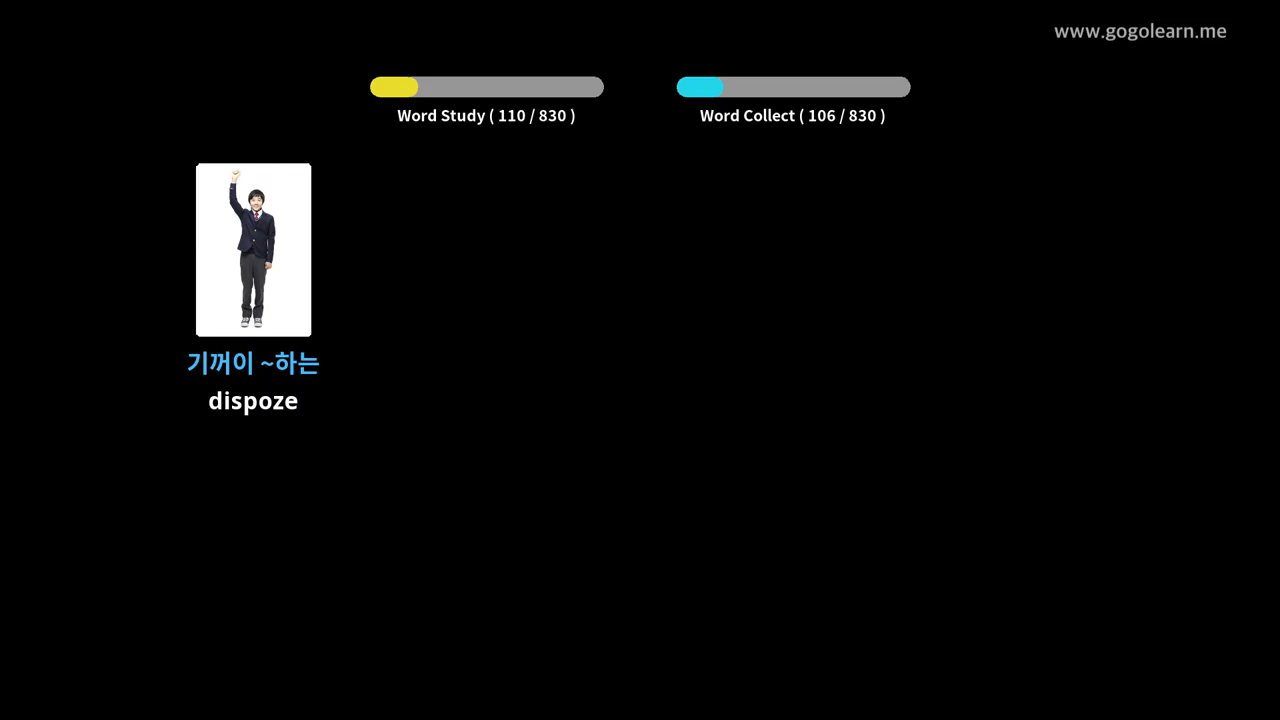 www.gogolearn.me
Word Study ( 110 / 830 )
Word Collect ( 106 / 830 )
기꺼이 ~하는
dispoze